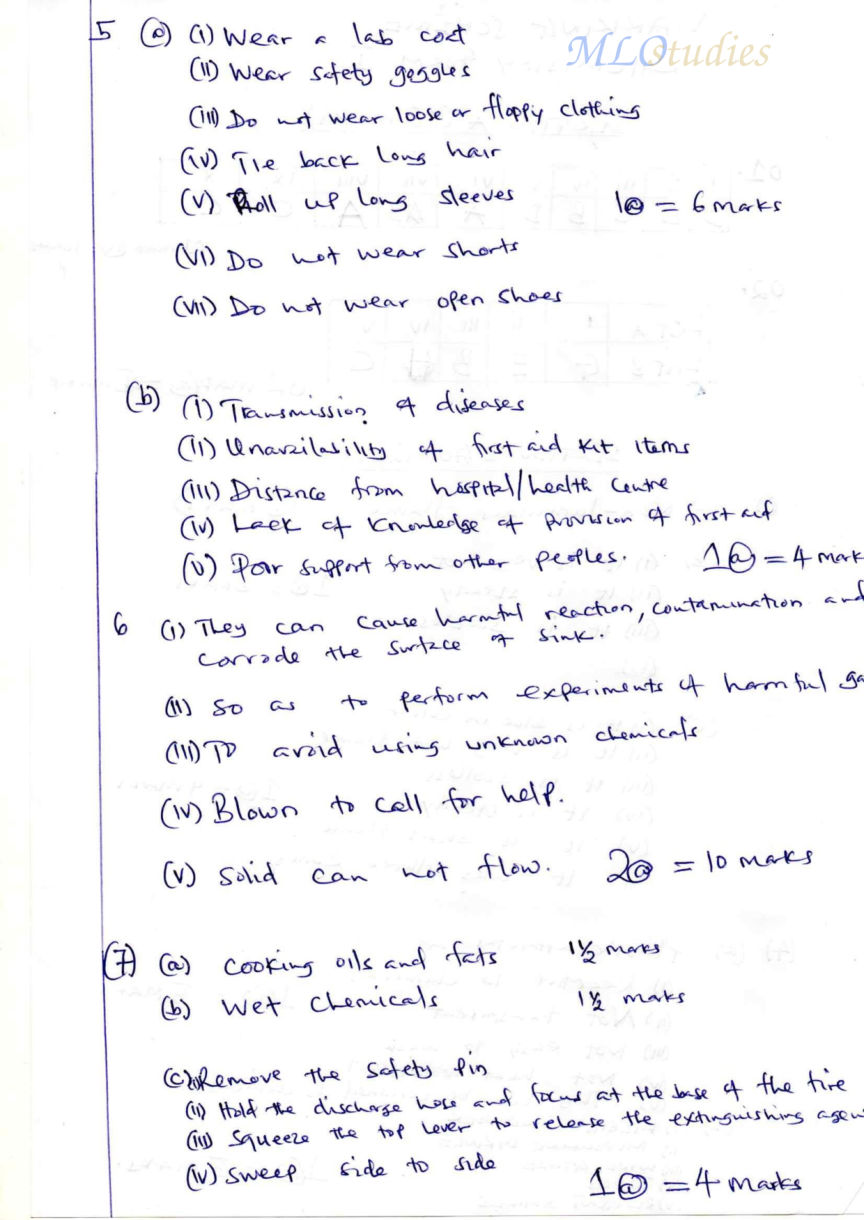 MLOstudies
5 (a) (i) Wear a lab coat
(ii) Wear safety goggles
(iii) Do not wear loose or floppy clothing
(iv) Tie back long hair
(v) Roll up long sleeves 1@ = 6 marks
(vi) Do not wear shorts
(vii) Do not wear open shoes
(b) (i) Transmission of diseases
(ii) Unavailability of first aid kit items
(iii) Distance from hospital/health centre
(iv) Lack of knowledge of provision of first aid
(v) Poor support from other peoples. 1@ = 4 mark
6 (i) They can cause harmful reaction, contamination and
corrode the surface of sink.
(ii) So as to perform experiments of harmful ga
(iii) To avoid using unknown chemicals
(iv) Blown to call for help.
(v) Solid can not flow. 2@ = 10 marks
(7) (a) Cooking oils and fats 1½ marks
(b) Wet chemicals 1½ marks
(c) (i) Remove the safety pin
(ii) Hold the discharge hose and focus at the base of the fire
(iii) Squeeze the top lever to release the extinguishing agen
(iv) Sweep side to side
1@ = 4 marks